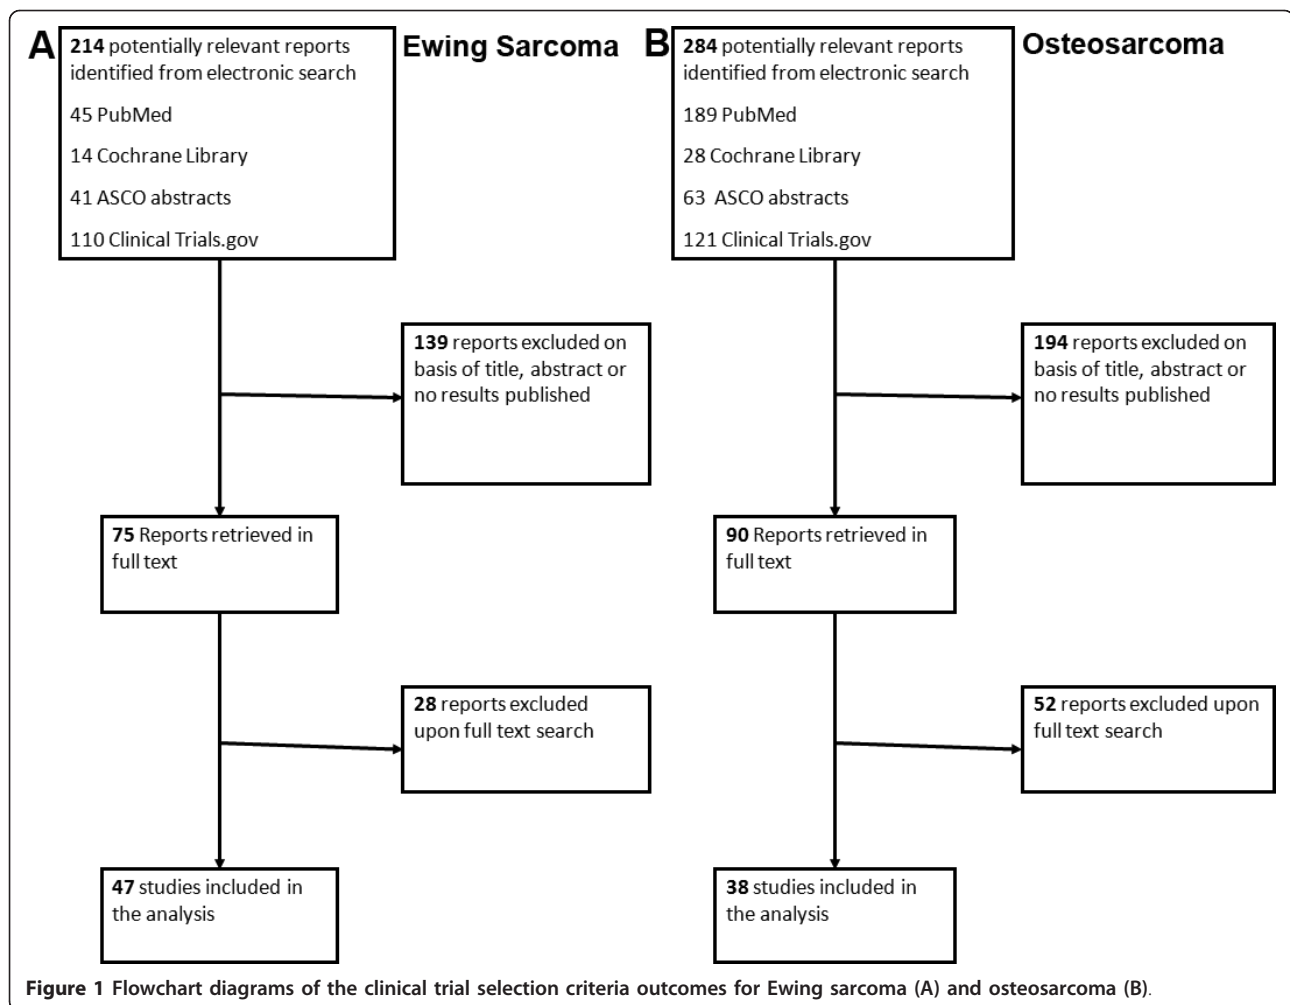 A
214 potentially relevant reports
identified from electronic search
45 PubMed
14 Cochrane Library
41 ASCO abstracts
110 Clinical Trials.gov
Ewing Sarcoma
139 reports excluded on
basis of title, abstract or
no results published
75 Reports retrieved in
full text
28 reports excluded
upon full text search
47 studies included in
the analysis
B
284 potentially relevant reports
identified from electronic search
189 PubMed
28 Cochrane Library
63 ASCO abstracts
121 Clinical Trials.gov
Osteosarcoma
194 reports excluded on
basis of title, abstract or
no results published
90 Reports retrieved in
full text
52 reports excluded upon
full text search
38 studies included in
the analysis
Figure 1 Flowchart diagrams of the clinical trial selection criteria outcomes for Ewing sarcoma (A) and osteosarcoma (B).